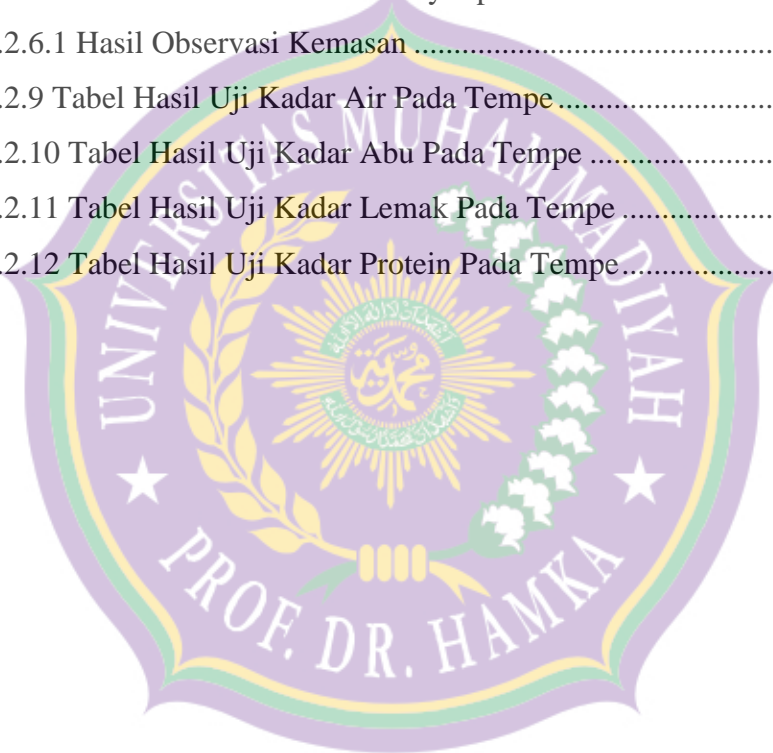 .2.6.1 Hasil Observasi Kemasan ................................................
.2.9 Tabel Hasil Uji Kadar Air Pada Tempe ............................
.2.10 Tabel Hasil Uji Kadar Abu Pada Tempe ........................
.2.11 Tabel Hasil Uji Kadar Lemak Pada Tempe ....................
.2.12 Tabel Hasil Uji Kadar Protein Pada Tempe....................
UNIVERSITAS MUHAMMADIYAH
محمدية
PROF. DR. HAMKA